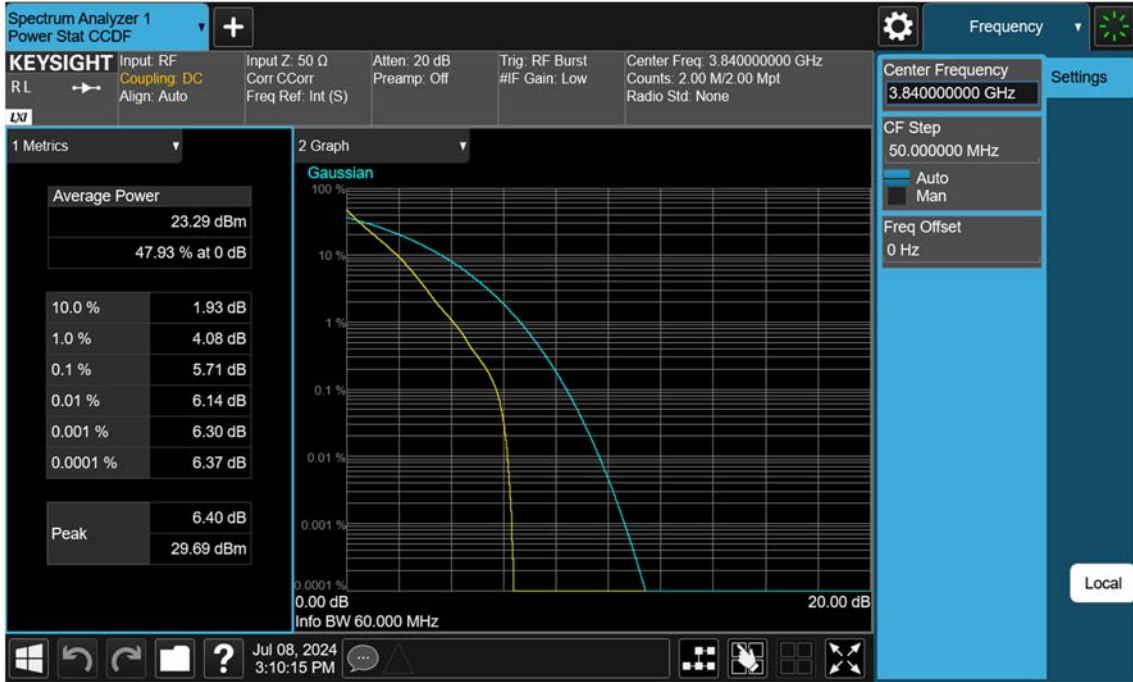 Spectrum Analyzer 1
Power Stat CCDF
+
Frequency
KEYSIGHT
R L
LXI
Input: RF
Coupling: DC
Align: Auto
Input Z: 50 Ω
Corr CCorr
Freq Ref: Int (S)
Atten: 20 dB
Preamp: Off
Trig: RF Burst
#IF Gain: Low
Center Freq: 3.840000000 GHz
Counts: 2.00 M/2.00 Mpt
Radio Std: None
Center Frequency
3.840000000 GHz
Settings
CF Step
50.000000 MHz
Auto
Man
Freq Offset
0 Hz
Local
1 Metrics
Average Power
23.29 dBm
47.93 % at 0 dB
10.0 % 1.93 dB
1.0 % 4.08 dB
0.1 % 5.71 dB
0.01 % 6.14 dB
0.001 % 6.30 dB
0.0001 % 6.37 dB
Peak 6.40 dB
29.69 dBm
2 Graph
Gaussian
100 %
10 %
1 %
0.1 %
0.01 %
0.001 %
0.0001 %
0.00 dB 20.00 dB
Info BW 60.000 MHz
?
Jul 08, 2024
3:10:15 PM